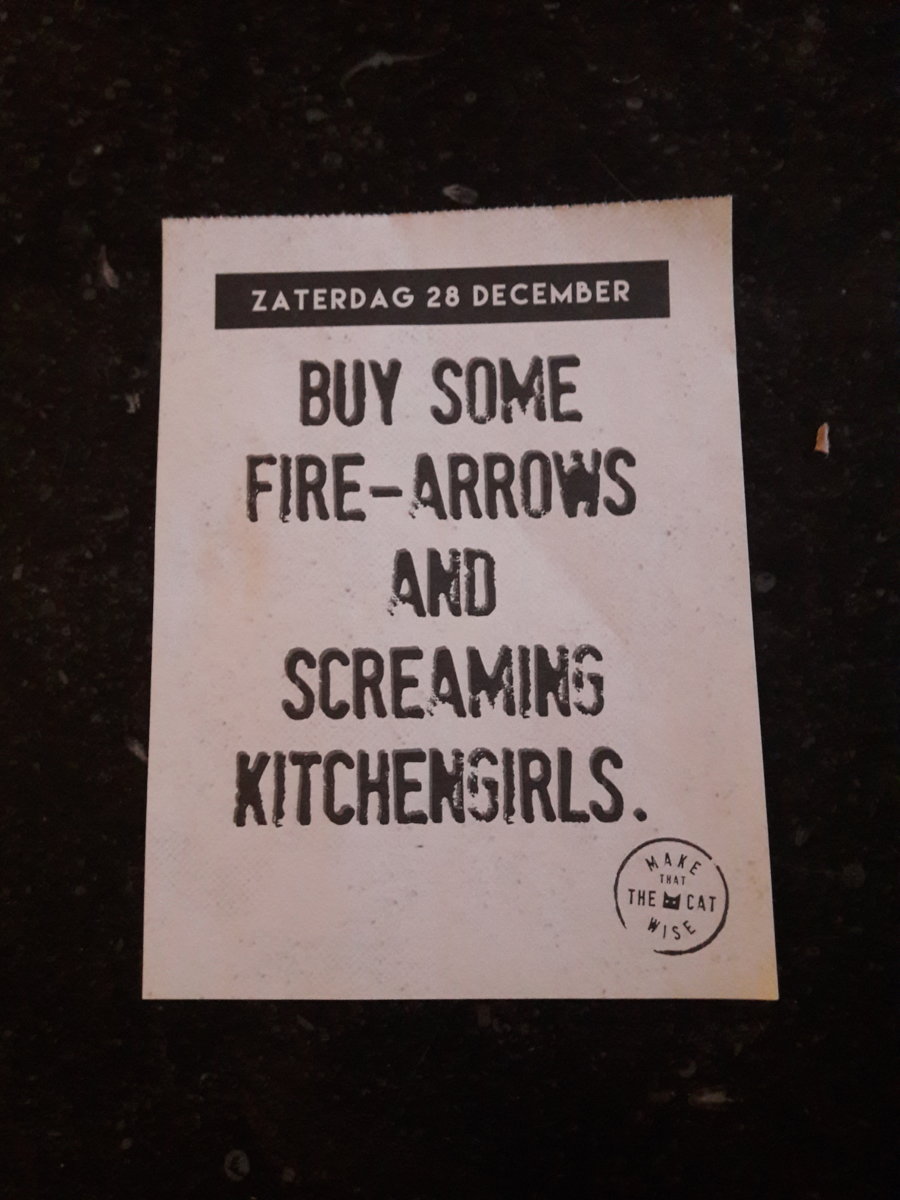 ZATERDAG 28 DECEMBER
BUY SOME
FIRE-ARROWS
AND
SCREAMING
KITCHENGIRLS.
MAKE
THAT
THE CAT
WISE